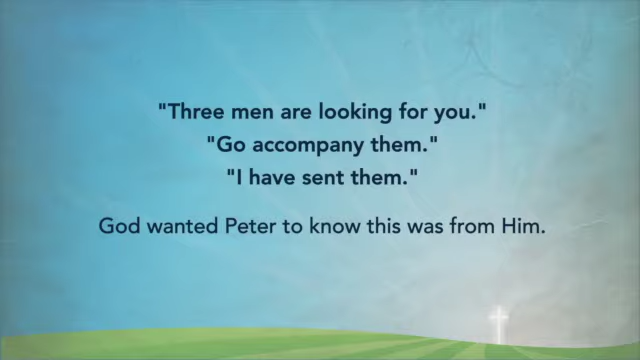 "Three men are looking for you."
"Go accompany them."
"I have sent them."
God wanted Peter to know this was from Him.